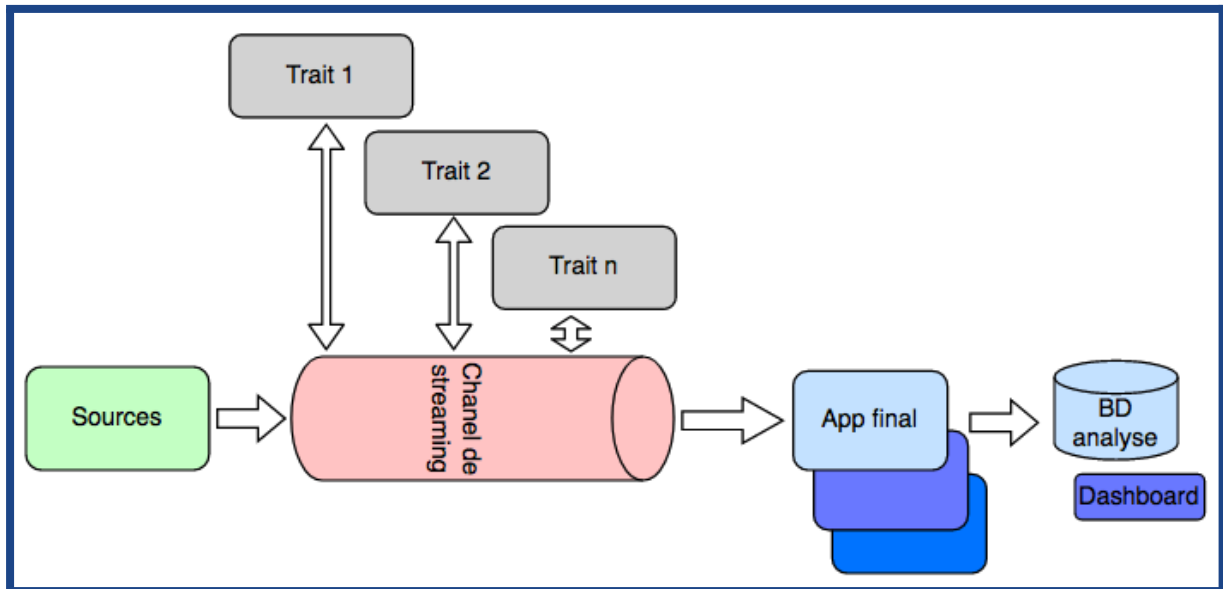 Trait 1
Trait 2
Trait n
Sources
Chanel de
streaming
App final
BD
analyse
Dashboard